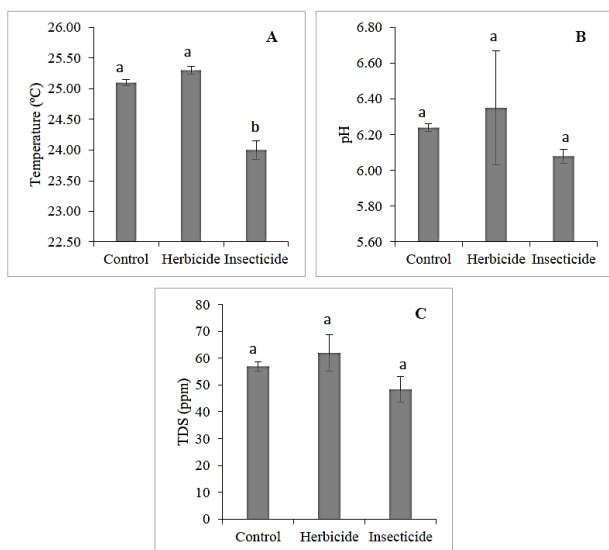 A
Temperature (ºC)
26.00
25.50
25.00
24.50
24.00
23.50
23.00
22.50
a
a
b
Control Herbicide Insecticide
B
pH
6.80
6.60
6.40
6.20
6.00
5.80
5.60
a
a
a
Control Herbicide Insecticide
C
TDS (ppm)
80
70
60
50
40
30
20
10
0
a
a
a
Control Herbicide Insecticide